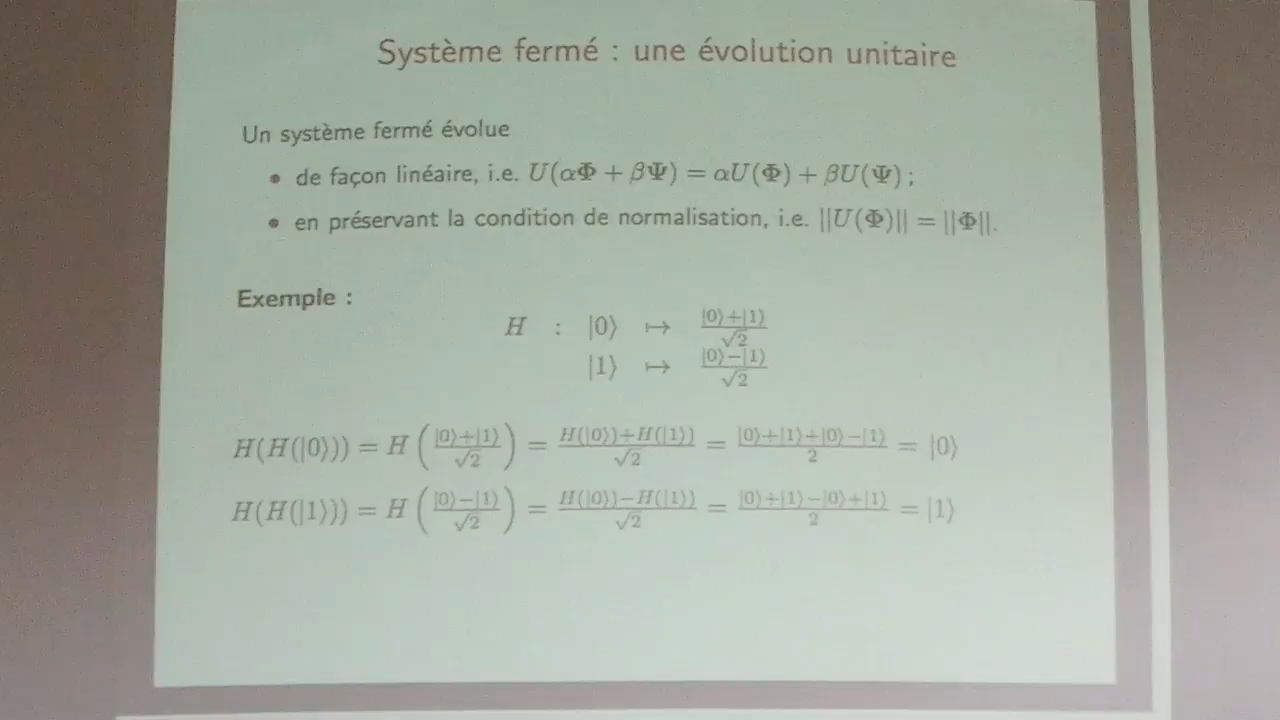 Système fermé : une évolution unitaire
Un système fermé évolue
• de façon linéaire, i.e. U(αΦ + βΨ) = αU(Φ) + βU(Ψ) ;
• en préservant la condition de normalisation, i.e. ||U(Φ)|| = ||Φ||.
Exemple :
H : |0⟩ ↦ (|0⟩+|1⟩)/√2
|1⟩ ↦ (|0⟩−|1⟩)/√2
H(H(|0⟩)) = H((|0⟩+|1⟩)/√2) = (H(|0⟩)+H(|1⟩))/√2 = (|0⟩+|1⟩+|0⟩−|1⟩)/2 = |0⟩
H(H(|1⟩)) = H((|0⟩−|1⟩)/√2) = (H(|0⟩)−H(|1⟩))/√2 = (|0⟩+|1⟩−|0⟩+|1⟩)/2 = |1⟩